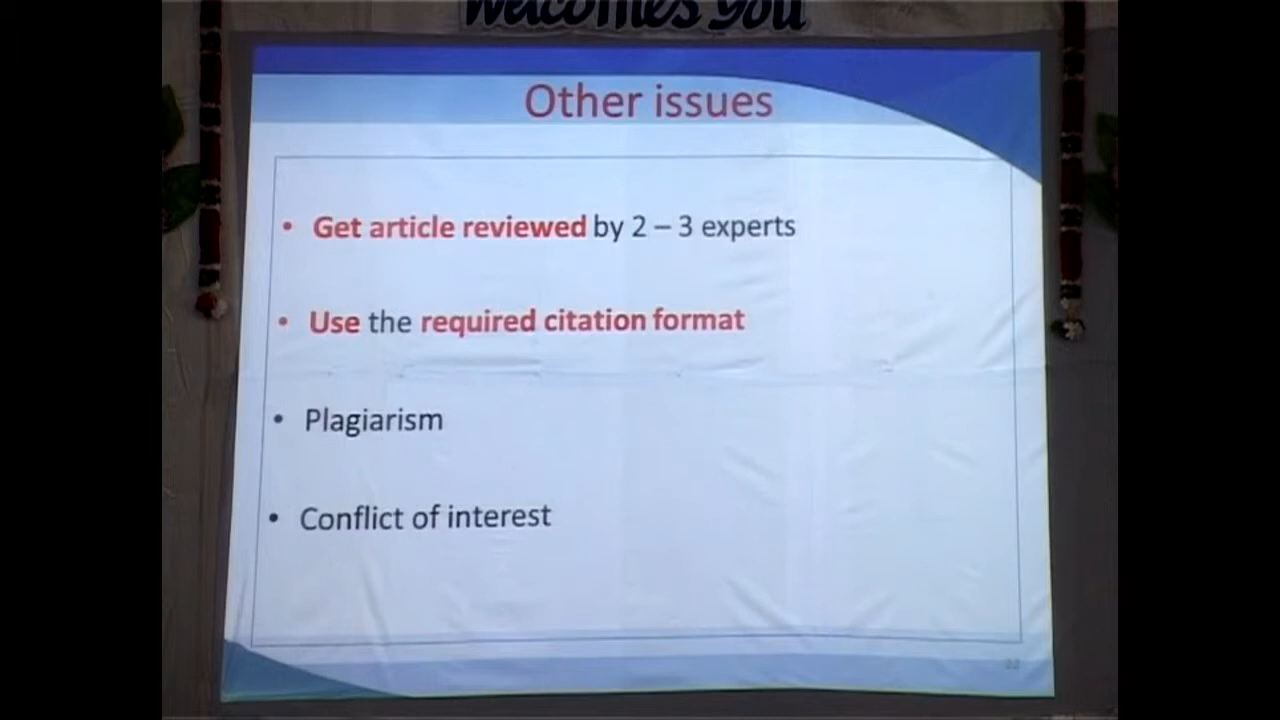 Welcomes you
Other issues
• Get article reviewed by 2 – 3 experts
• Use the required citation format
• Plagiarism
• Conflict of interest